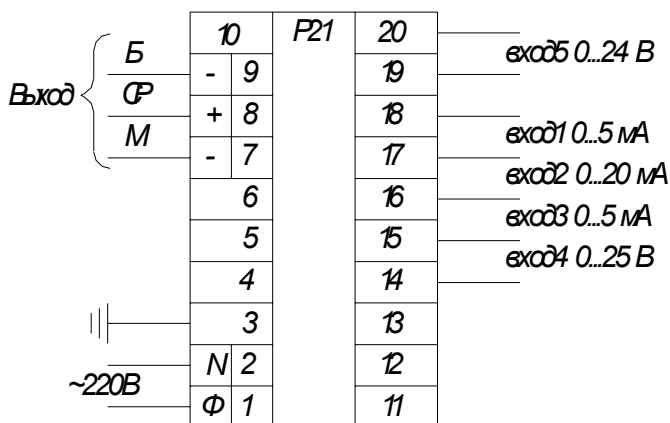 10 P21 20
Б вход5 0...24 В
- 9 19
Выход СР + 8 18
М вход1 0...5 мА
- 7 17
вход2 0...20 мА
6 16
вход3 0...5 мА
5 15
вход4 0...25 В
4 14
3 13
N 2 12
~220В
Ф 1 11